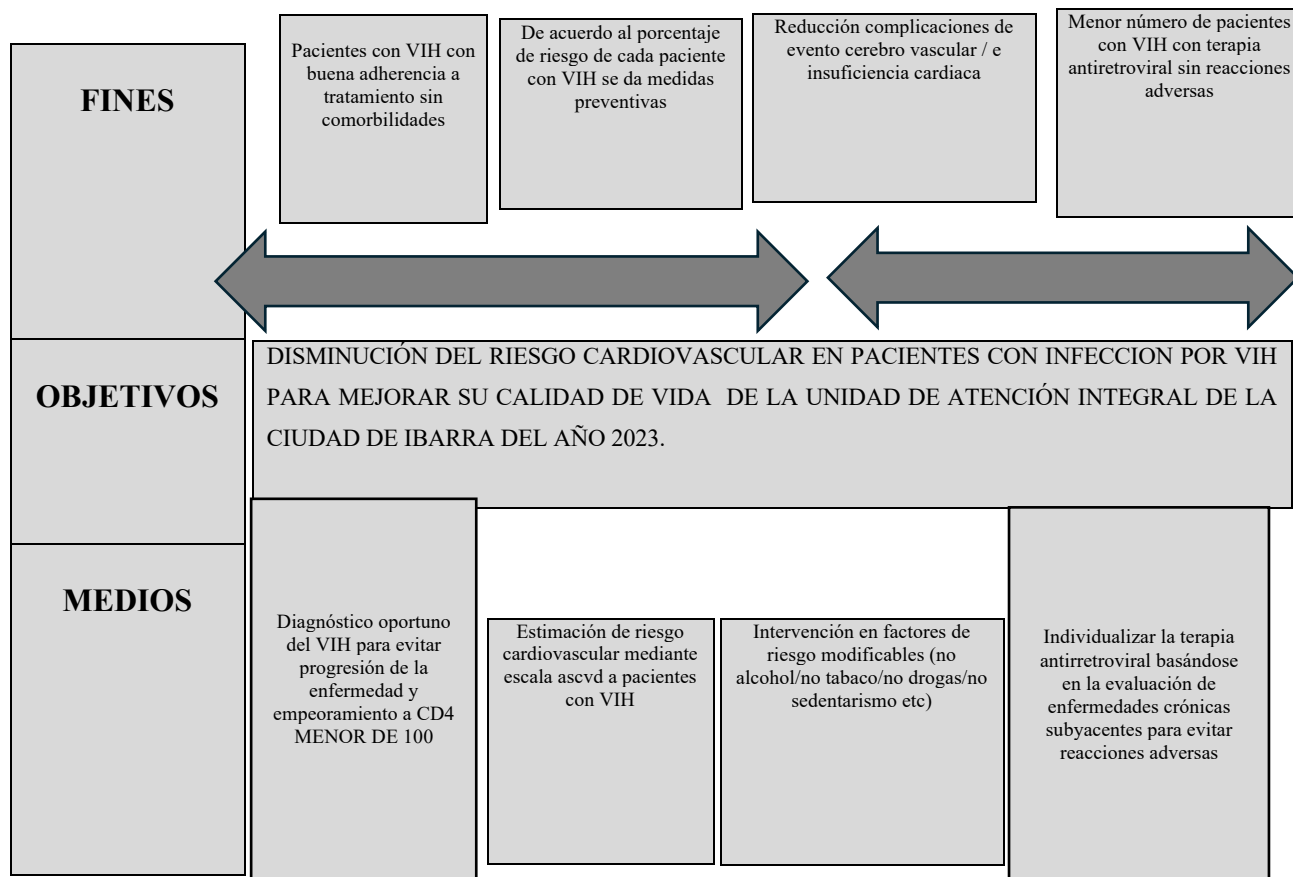 FINES
Pacientes con VIH con
buena adherencia a
tratamiento sin
comorbilidades
De acuerdo al porcentaje
de riesgo de cada paciente
con VIH se da medidas
preventivas
Reducción complicaciones de
evento cerebro vascular / e
insuficiencia cardiaca
Menor número de pacientes
con VIH con terapia
antiretroviral sin reacciones
adversas
OBJETIVOS
DISMINUCIÓN DEL RIESGO CARDIOVASCULAR EN PACIENTES CON INFECCION POR VIH
PARA MEJORAR SU CALIDAD DE VIDA DE LA UNIDAD DE ATENCIÓN INTEGRAL DE LA
CIUDAD DE IBARRA DEL AÑO 2023.
MEDIOS
Diagnóstico oportuno
del VIH para evitar
progresión de la
enfermedad y
empeoramiento a CD4
MENOR DE 100
Estimación de riesgo
cardiovascular mediante
escala ascvd a pacientes
con VIH
Intervención en factores de
riesgo modificables (no
alcohol/no tabaco/no drogas/no
sedentarismo etc)
Individualizar la terapia
antirretroviral basándose
en la evaluación de
enfermedades crónicas
subyacentes para evitar
reacciones adversas